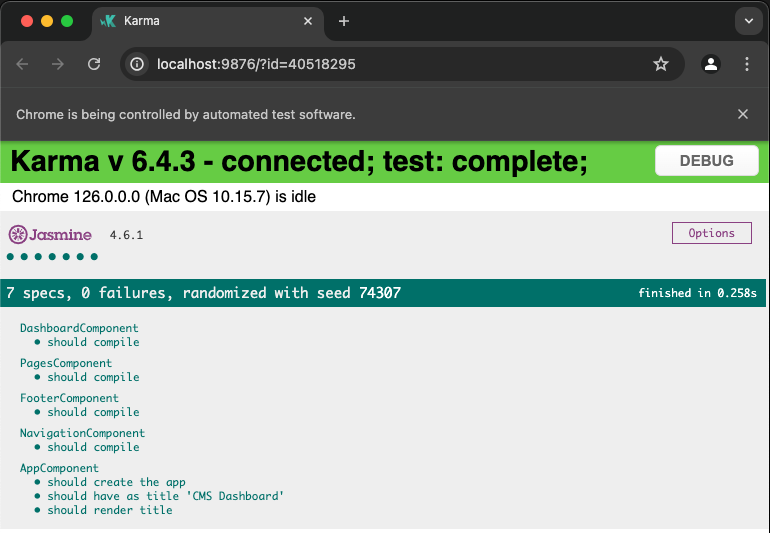 Karma
localhost:9876/?id=40518295
Chrome is being controlled by automated test software.
Karma v 6.4.3 - connected; test: complete;
DEBUG
Chrome 126.0.0.0 (Mac OS 10.15.7) is idle
Jasmine 4.6.1
Options
7 specs, 0 failures, randomized with seed 74307
finished in 0.258s
DashboardComponent
• should compile
PagesComponent
• should compile
FooterComponent
• should compile
NavigationComponent
• should compile
AppComponent
• should create the app
• should have as title 'CMS Dashboard'
• should render title